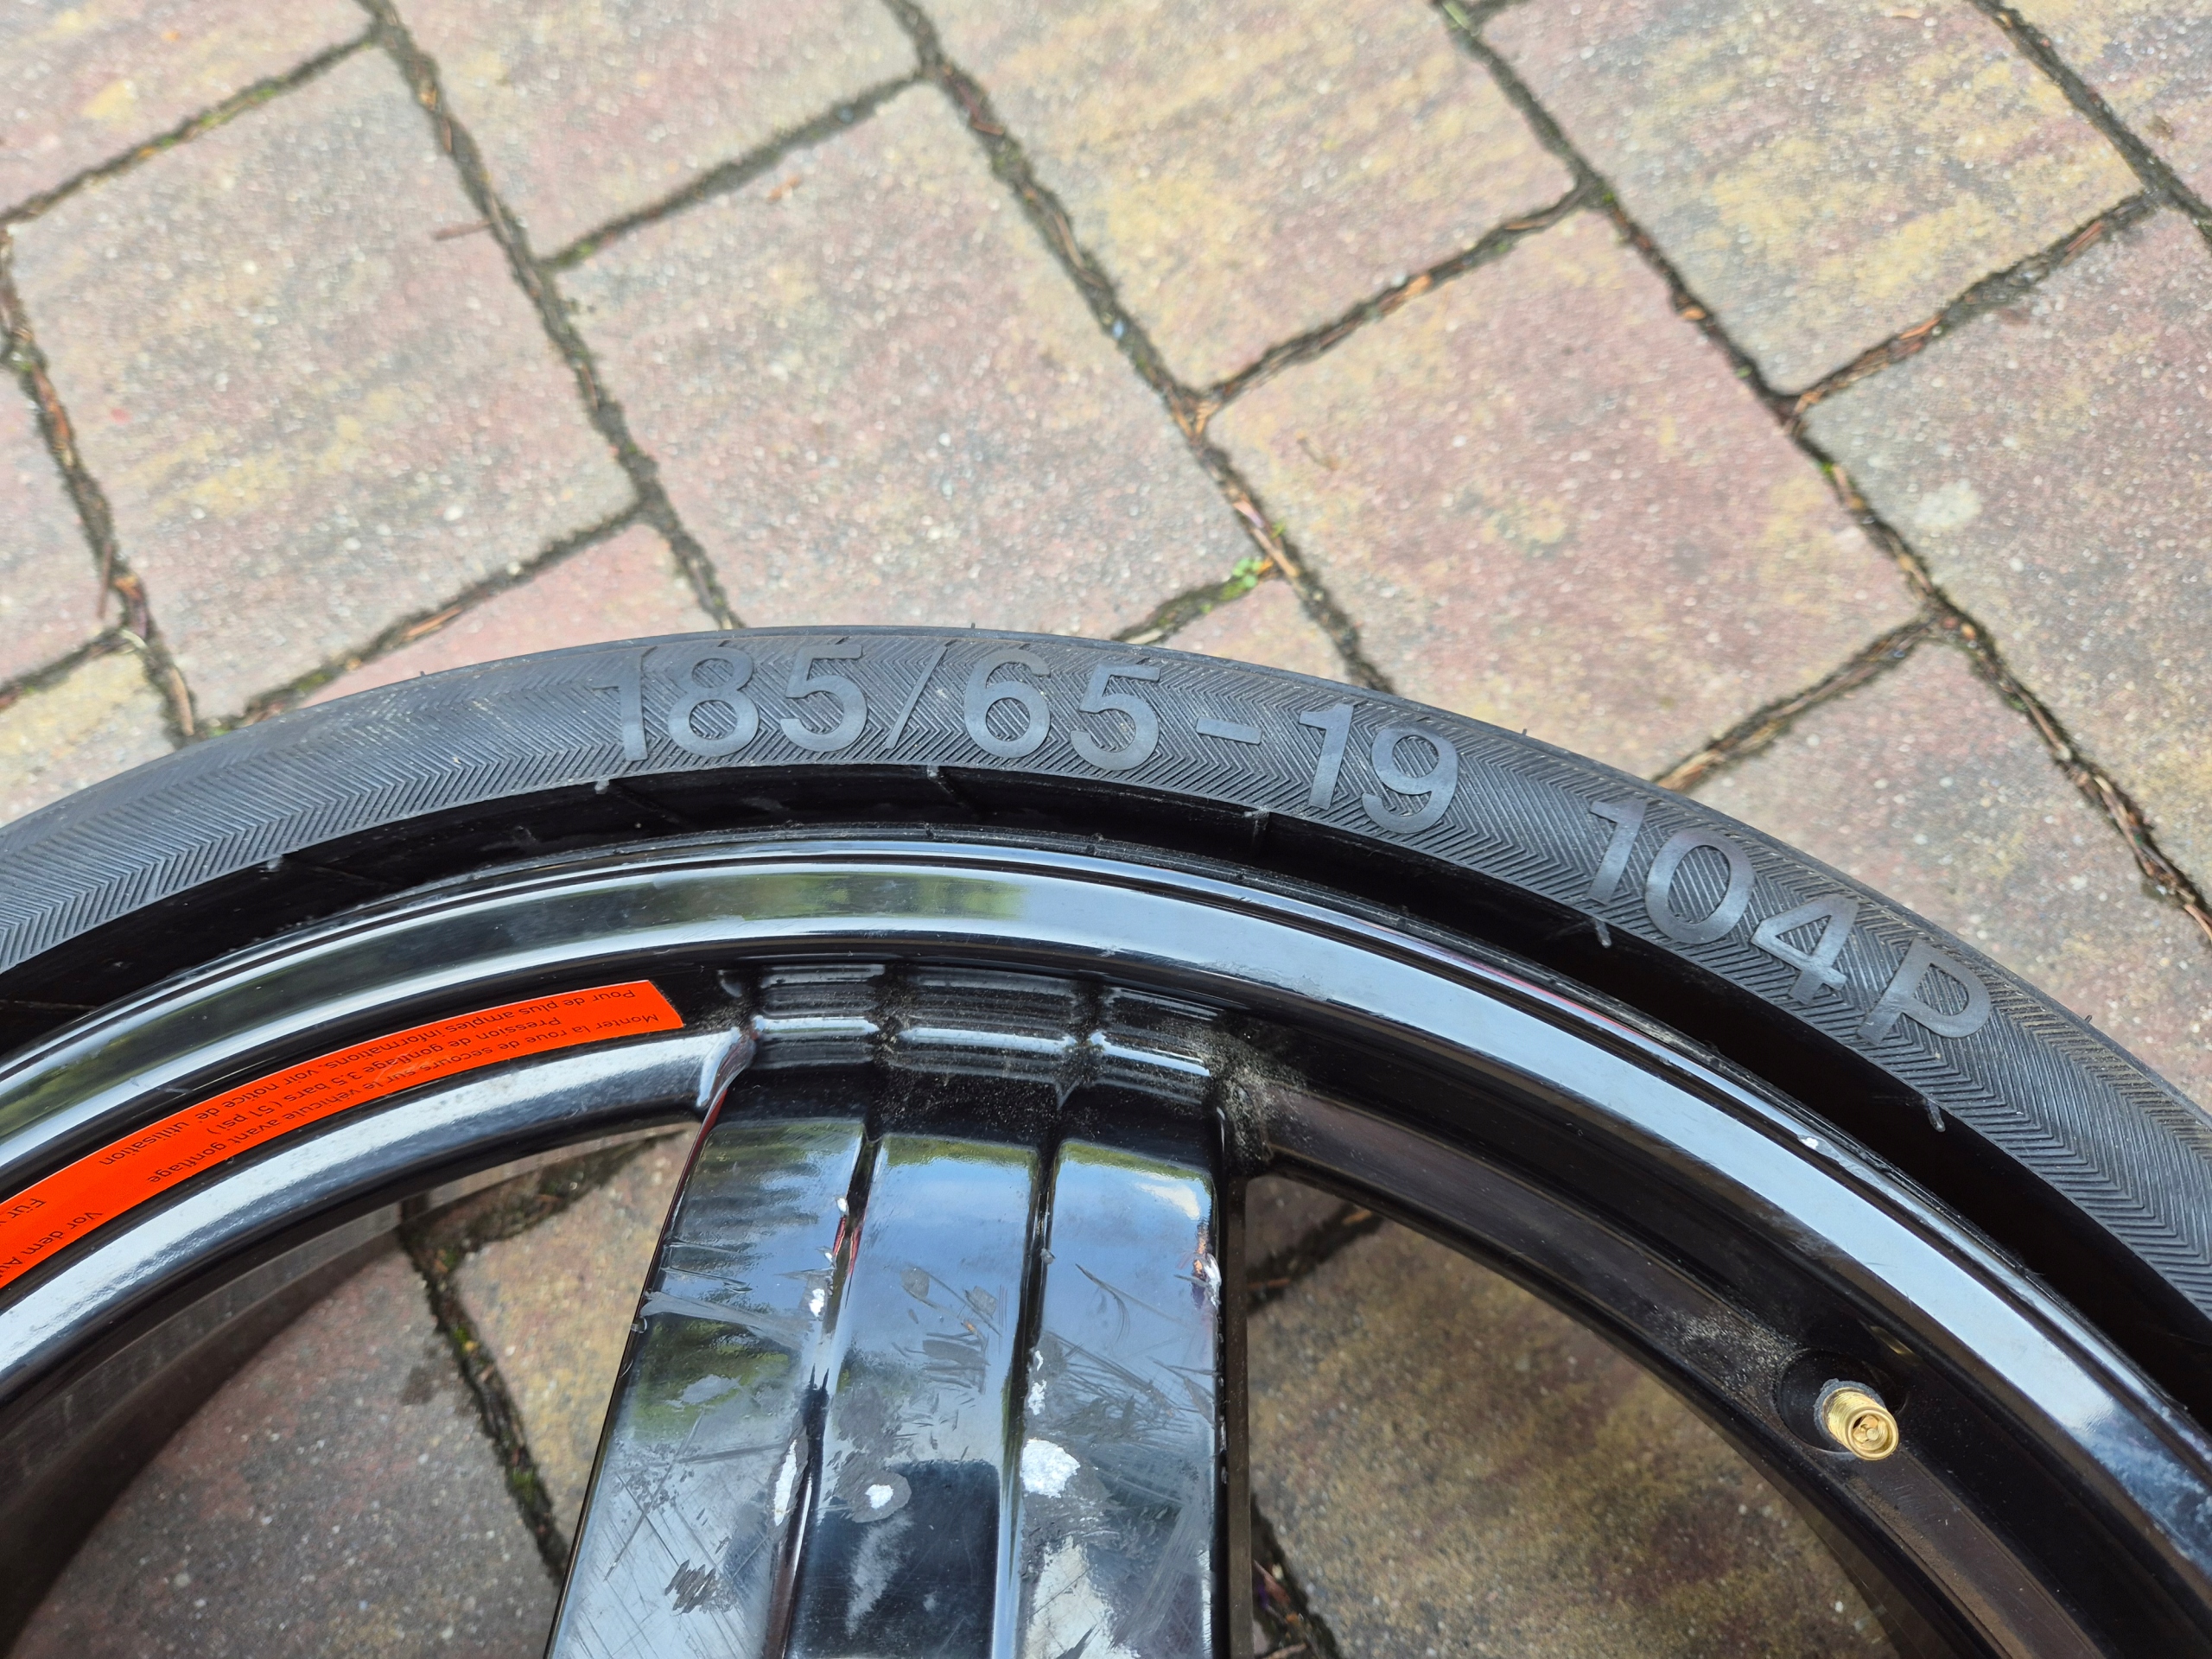 185/65-19 104P
Monter la roue de secours sur le véhicule avant gonflage
Pression de gonflage 3.5 bars (51 psi)
Pour de plus amples informations, voir notice de utilisation
Vor dem
Für